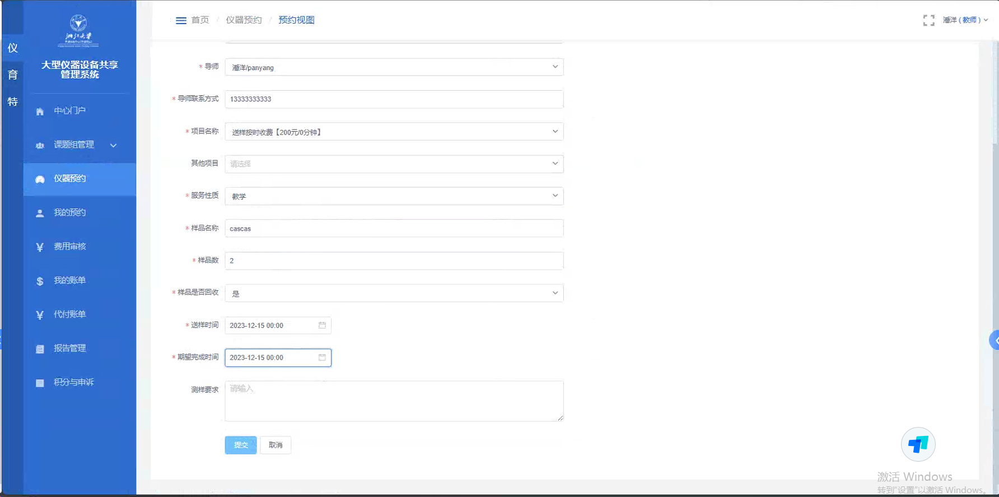 仪
育
特
浙江大学
大型仪器设备共享
管理系统
中心门户
课题组管理
仪器预约
我的预约
费用审核
我的账单
代付账单
报告管理
积分与申诉
首页 / 仪器预约 / 预约视图
潘洋 ( 教师 )
* 导师 潘洋/panyang
* 导师联系方式 13333333333
* 项目名称 送样按时收费【200元/0分钟】
其他项目 请选择
* 服务性质 教学
* 样品名称 cascas
* 样品数 2
* 样品是否回收 是
* 送样时间 2023-12-15 00:00
* 期望完成时间 2023-12-15 00:00
测样要求 请输入
提交 取消
激活 Windows
转到"设置"以激活 Windows。